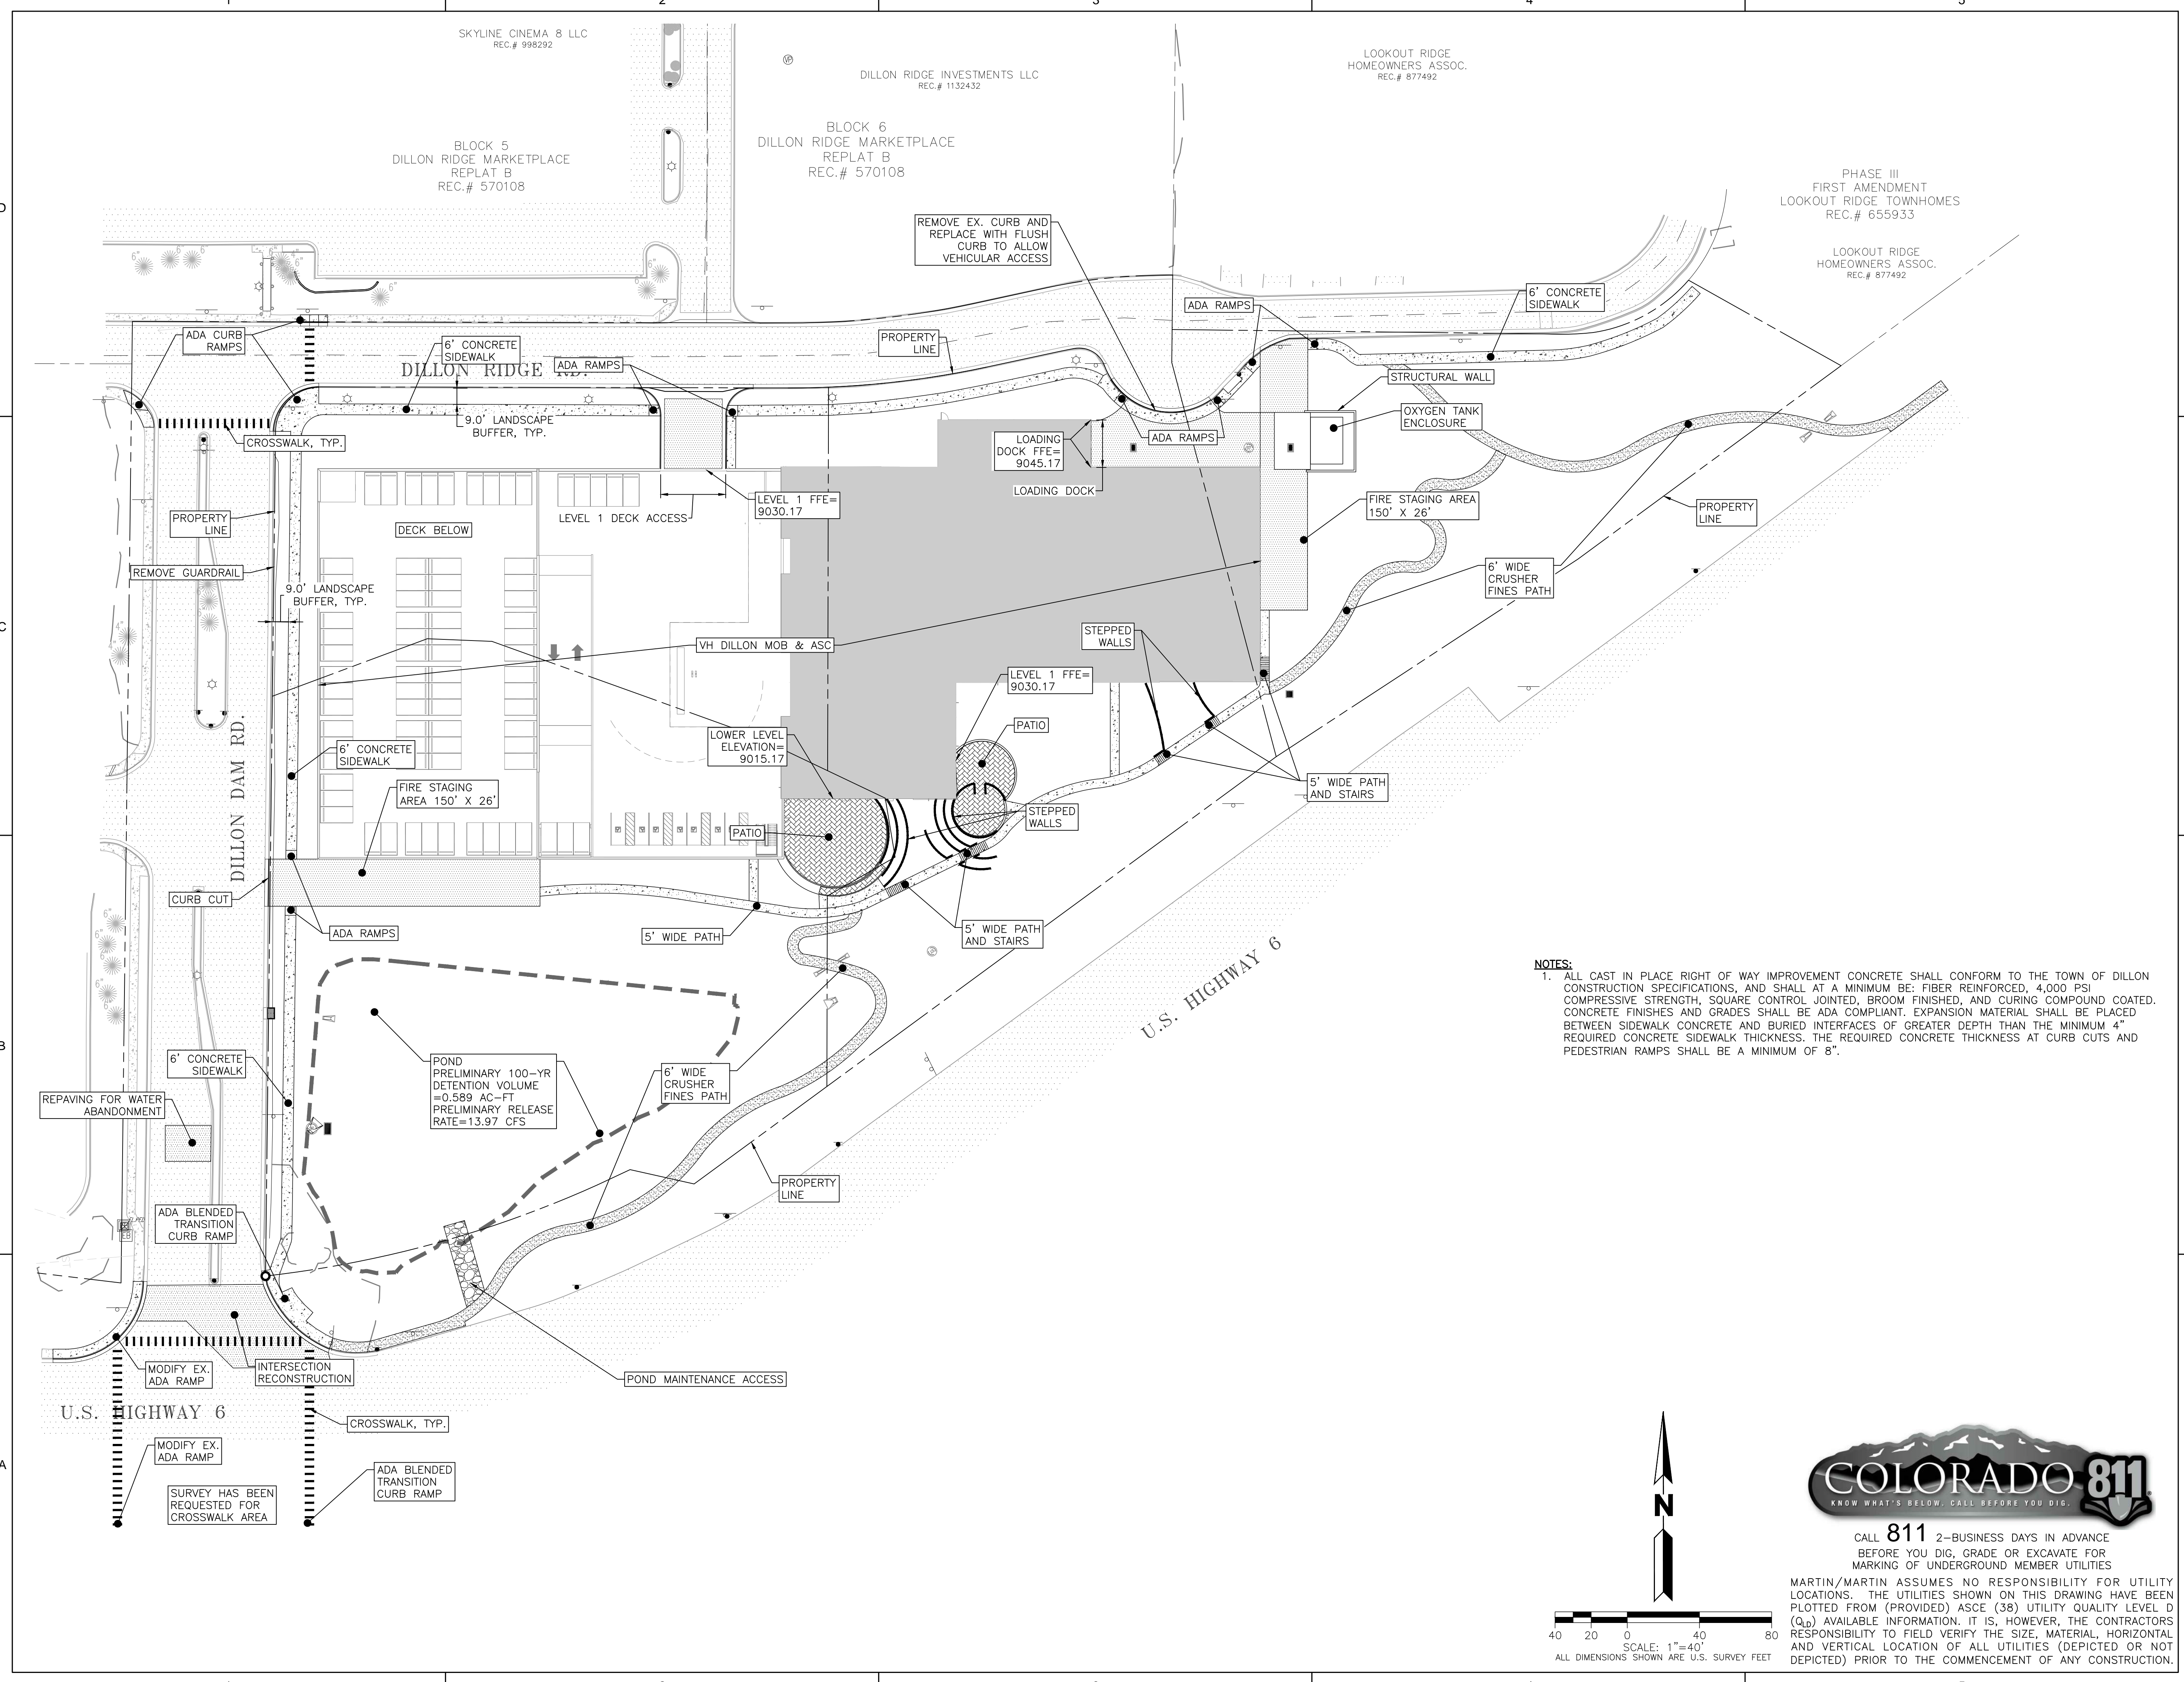 1
2
3
4
5
SKYLINE CINEMA 8 LLC
REC.# 998292
DILLON RIDGE INVESTMENTS LLC
REC.# 1132432
LOOKOUT RIDGE
HOMEOWNERS ASSOC.
REC.# 877492
BLOCK 5
DILLON RIDGE MARKETPLACE
REPLAT B
REC.# 570108
BLOCK 6
DILLON RIDGE MARKETPLACE
REPLAT B
REC.# 570108
PHASE III
FIRST AMENDMENT
LOOKOUT RIDGE TOWNHOMES
REC.# 655933
LOOKOUT RIDGE
HOMEOWNERS ASSOC.
REC.# 877492
D
REMOVE EX. CURB AND
REPLACE WITH FLUSH
CURB TO ALLOW
VEHICULAR ACCESS
ADA RAMPS
6' CONCRETE
SIDEWALK
ADA CURB
RAMPS
6' CONCRETE
SIDEWALK
DILLON RIDGE RD.
ADA RAMPS
PROPERTY
LINE
STRUCTURAL WALL
OXYGEN TANK
ENCLOSURE
9.0' LANDSCAPE
BUFFER, TYP.
CROSSWALK, TYP.
LOADING
DOCK FFE=
9045.17
ADA RAMPS
LOADING DOCK
LEVEL 1 FFE=
9030.17
LEVEL 1 DECK ACCESS
FIRE STAGING AREA
150' X 26'
PROPERTY
LINE
PROPERTY
LINE
DECK BELOW
REMOVE GUARDRAIL
9.0' LANDSCAPE
BUFFER, TYP.
6' WIDE
CRUSHER
FINES PATH
C
VH DILLON MOB & ASC
STEPPED
WALLS
LEVEL 1 FFE=
9030.17
PATIO
LOWER LEVEL
ELEVATION=
9015.17
DILLON DAM RD.
6' CONCRETE
SIDEWALK
FIRE STAGING
AREA 150' X 26'
5' WIDE PATH
AND STAIRS
STEPPED
WALLS
PATIO
CURB CUT
ADA RAMPS
5' WIDE PATH
5' WIDE PATH
AND STAIRS
U.S. HIGHWAY 6
NOTES:
1. ALL CAST IN PLACE RIGHT OF WAY IMPROVEMENT CONCRETE SHALL CONFORM TO THE TOWN OF DILLON
CONSTRUCTION SPECIFICATIONS, AND SHALL AT A MINIMUM BE: FIBER REINFORCED, 4,000 PSI
COMPRESSIVE STRENGTH, SQUARE CONTROL JOINTED, BROOM FINISHED, AND CURING COMPOUND COATED.
CONCRETE FINISHES AND GRADES SHALL BE ADA COMPLIANT. EXPANSION MATERIAL SHALL BE PLACED
BETWEEN SIDEWALK CONCRETE AND BURIED INTERFACES OF GREATER DEPTH THAN THE MINIMUM 4"
REQUIRED CONCRETE SIDEWALK THICKNESS. THE REQUIRED CONCRETE THICKNESS AT CURB CUTS AND
PEDESTRIAN RAMPS SHALL BE A MINIMUM OF 8".
B
6' CONCRETE
SIDEWALK
POND
PRELIMINARY 100-YR
DETENTION VOLUME
=0.589 AC-FT
PRELIMINARY RELEASE
RATE=13.97 CFS
6' WIDE
CRUSHER
FINES PATH
REPAVING FOR WATER
ABANDONMENT
PROPERTY
LINE
ADA BLENDED
TRANSITION
CURB RAMP
MODIFY EX.
ADA RAMP
INTERSECTION
RECONSTRUCTION
POND MAINTENANCE ACCESS
U.S. HIGHWAY 6
CROSSWALK, TYP.
MODIFY EX.
ADA RAMP
ADA BLENDED
TRANSITION
CURB RAMP
SURVEY HAS BEEN
REQUESTED FOR
CROSSWALK AREA
A
N
40 20 0 40 80
SCALE: 1"=40'
ALL DIMENSIONS SHOWN ARE U.S. SURVEY FEET
COLORADO 811
KNOW WHAT'S BELOW. CALL BEFORE YOU DIG.
CALL 811 2-BUSINESS DAYS IN ADVANCE
BEFORE YOU DIG, GRADE OR EXCAVATE FOR
MARKING OF UNDERGROUND MEMBER UTILITIES
MARTIN/MARTIN ASSUMES NO RESPONSIBILITY FOR UTILITY
LOCATIONS. THE UTILITIES SHOWN ON THIS DRAWING HAVE BEEN
PLOTTED FROM (PROVIDED) ASCE (38) UTILITY QUALITY LEVEL D
(QLD) AVAILABLE INFORMATION. IT IS, HOWEVER, THE CONTRACTORS
RESPONSIBILITY TO FIELD VERIFY THE SIZE, MATERIAL, HORIZONTAL
AND VERTICAL LOCATION OF ALL UTILITIES (DEPICTED OR NOT
DEPICTED) PRIOR TO THE COMMENCEMENT OF ANY CONSTRUCTION.